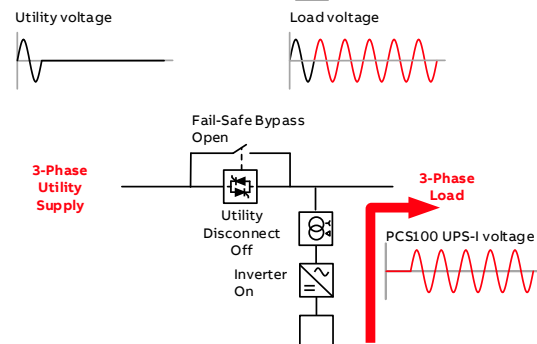 Utility voltage
Load voltage
Fail-Safe Bypass
Open
3-Phase
Utility
Supply
3-Phase
Load
Utility
Disconnect
Off
PCS100 UPS-I voltage
Inverter
On